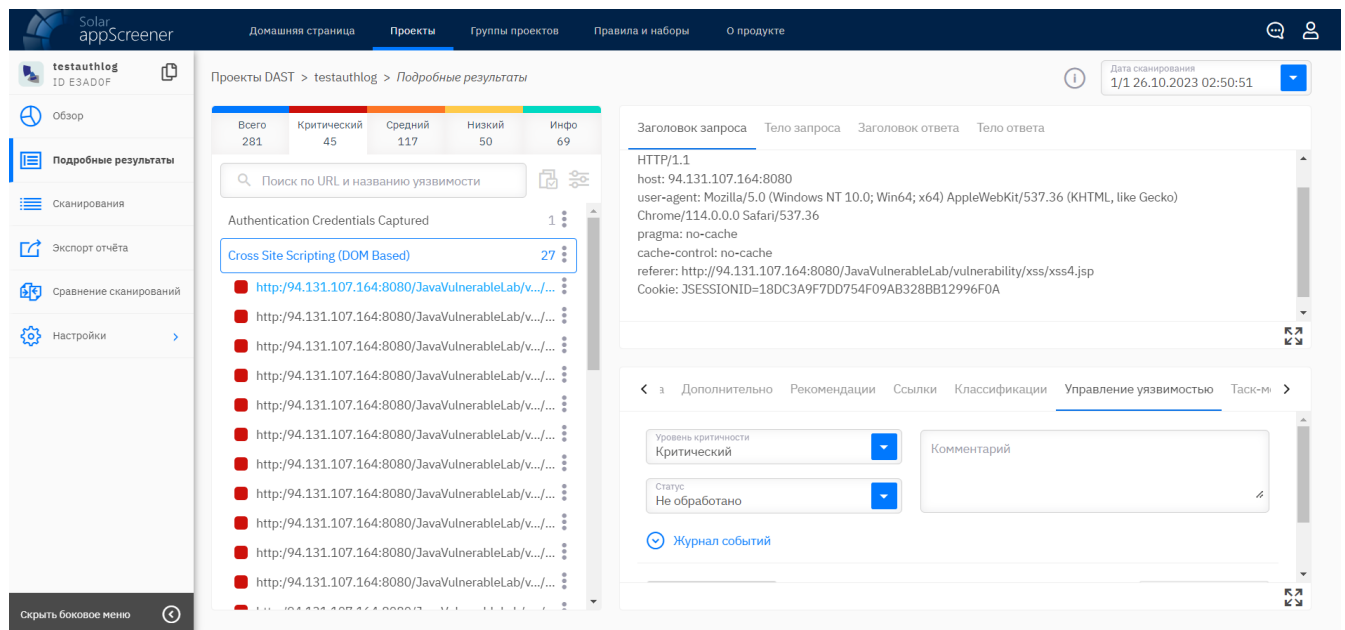 Solar
appScreener
Домашняя страница
Проекты
Группы проектов
Правила и наборы
О продукте
testauthlog
ID E3AD0F
Проекты DAST > testauthlog > Подробные результаты
Дата сканирования
1/1 26.10.2023 02:50:51
Обзор
Подробные результаты
Сканирования
Экспорт отчёта
Сравнение сканирований
Настройки
Скрыть боковое меню
Всего
281
Критический
45
Средний
117
Низкий
50
Инфо
69
Поиск по URL и названию уязвимости
Authentication Credentials Captured 1
Cross Site Scripting (DOM Based) 27
http:/94.131.107.164:8080/JavaVulnerableLab/v.../...
http:/94.131.107.164:8080/JavaVulnerableLab/v.../...
http:/94.131.107.164:8080/JavaVulnerableLab/v.../...
http:/94.131.107.164:8080/JavaVulnerableLab/v.../...
http:/94.131.107.164:8080/JavaVulnerableLab/v.../...
http:/94.131.107.164:8080/JavaVulnerableLab/v.../...
http:/94.131.107.164:8080/JavaVulnerableLab/v.../...
http:/94.131.107.164:8080/JavaVulnerableLab/v.../...
http:/94.131.107.164:8080/JavaVulnerableLab/v.../...
http:/94.131.107.164:8080/JavaVulnerableLab/v.../...
http:/94.131.107.164:8080/JavaVulnerableLab/v.../...
Заголовок запроса
Тело запроса
Заголовок ответа
Тело ответа
HTTP/1.1
host: 94.131.107.164:8080
user-agent: Mozilla/5.0 (Windows NT 10.0; Win64; x64) AppleWebKit/537.36 (KHTML, like Gecko)
Chrome/114.0.0.0 Safari/537.36
pragma: no-cache
cache-control: no-cache
referer: http://94.131.107.164:8080/JavaVulnerableLab/vulnerability/xss/xss4.jsp
Cookie: JSESSIONID=18DC3A9F7DD754F09AB328BB12996F0A
а
Дополнительно
Рекомендации
Ссылки
Классификации
Управление уязвимостью
Таск-м
Уровень критичности
Критический
Комментарий
Статус
Не обработано
Журнал событий